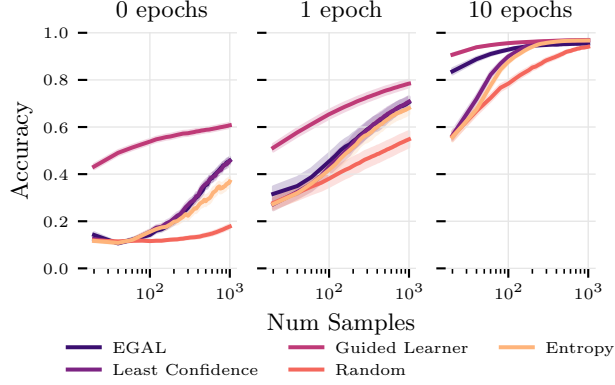 0 epochs 1 epoch 10 epochs
Accuracy
1.0
0.8
0.6
0.4
0.2
0.0
10² 10³ 10² 10³ 10² 10³
Num Samples
EGAL Guided Learner Entropy
Least Confidence Random